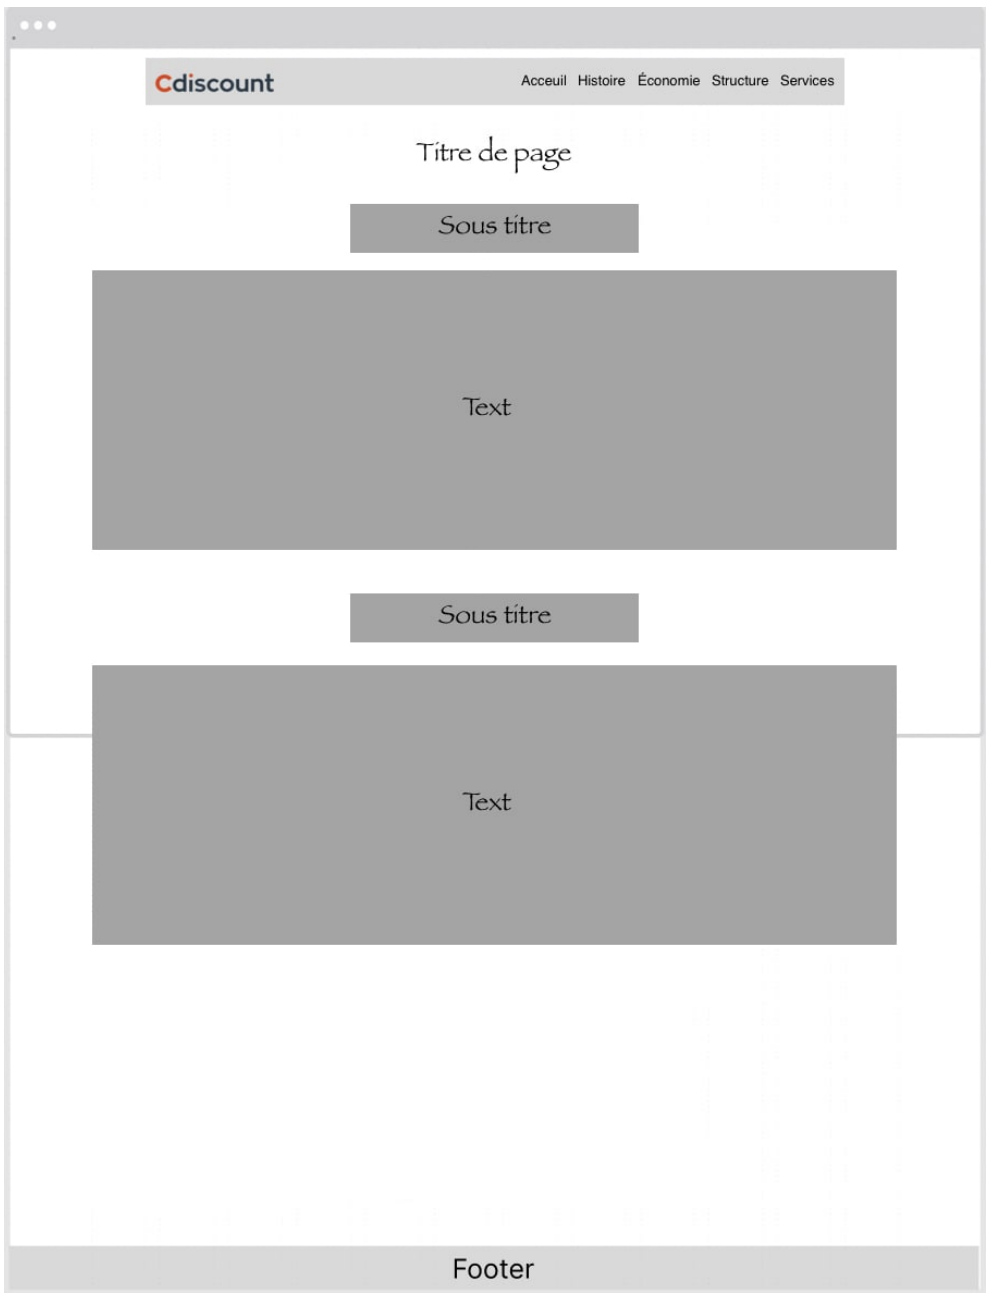 Cdiscount Acceuil Histoire Économie Structure Services
Titre de page
Sous titre
Text
Sous titre
Text
Footer